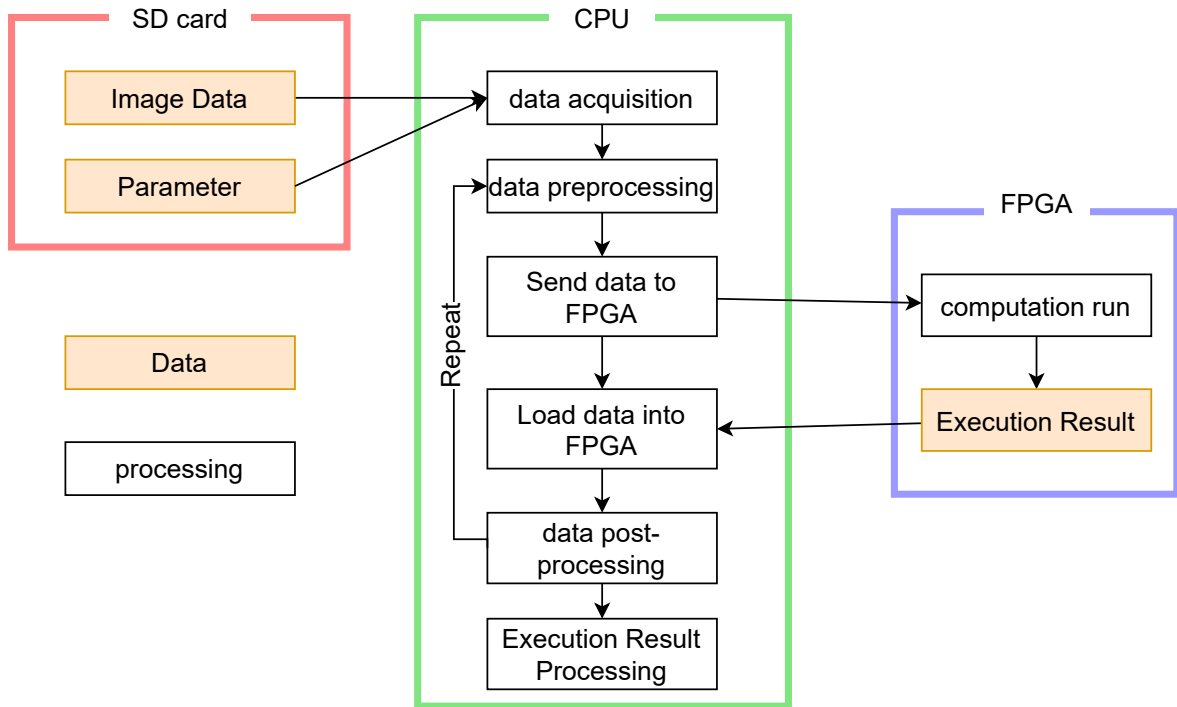 SD card
Image Data
Parameter
Data
processing
CPU
data acquisition
data preprocessing
Send data to
FPGA
Load data into
FPGA
data post-
processing
Execution Result
Processing
Repeat
FPGA
computation run
Execution Result